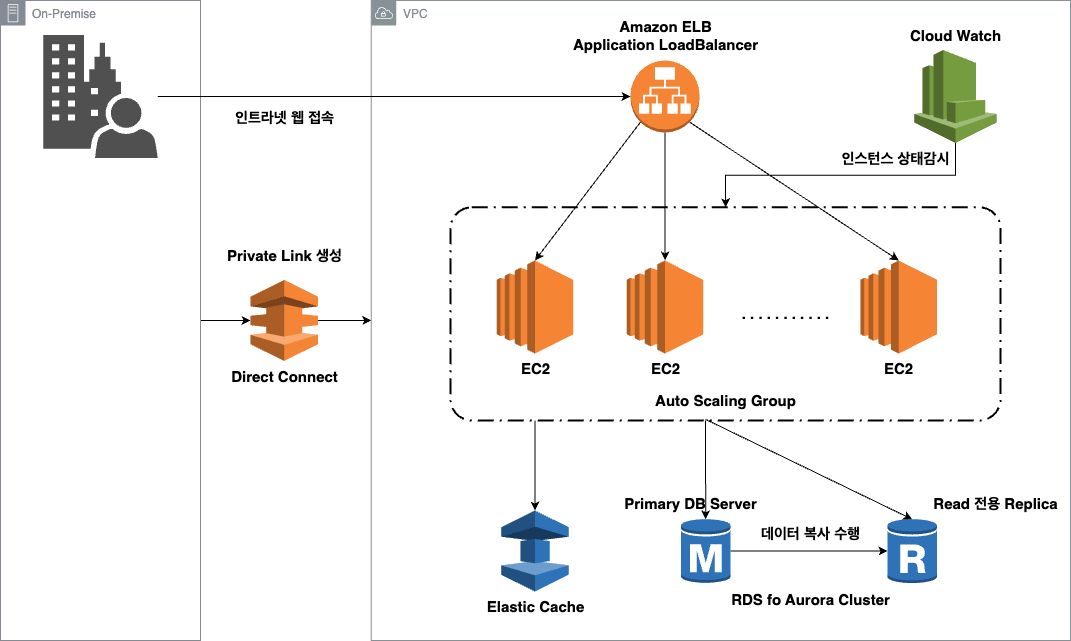 On-Premise
VPC
Amazon ELB
Application LoadBalancer
Cloud Watch
인트라넷 웹 접속
인스턴스 상태감시
Private Link 생성
Direct Connect
...........
EC2
EC2
EC2
Auto Scaling Group
Primary DB Server
Read 전용 Replica
데이터 복사 수행
M
R
Elastic Cache
RDS fo Aurora Cluster